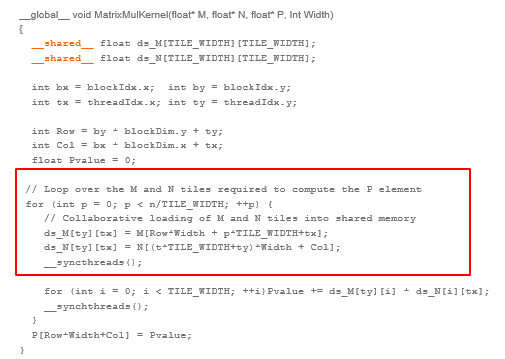 __global__ void MatrixMulKernel(float* M, float* N, float* P, Int Width)
{
__shared__ float ds_M[TILE_WIDTH][TILE_WIDTH];
__shared__ float ds_N[TILE_WIDTH][TILE_WIDTH];
int bx = blockIdx.x; int by = blockIdx.y;
int tx = threadIdx.x; int ty = threadIdx.y;
int Row = by * blockDim.y + ty;
int Col = bx * blockDim.x + tx;
float Pvalue = 0;
// Loop over the M and N tiles required to compute the P element
for (int p = 0; p < n/TILE_WIDTH; ++p) {
// Collaborative loading of M and N tiles into shared memory
ds_M[ty][tx] = M[Row*Width + p*TILE_WIDTH+tx];
ds_N[ty][tx] = N[(t*TILE_WIDTH+ty)*Width + Col];
__syncthreads();
for (int i = 0; i < TILE_WIDTH; ++i)Pvalue += ds_M[ty][i] * ds_N[i][tx];
__synchthreads();
}
P[Row*Width+Col] = Pvalue;
}